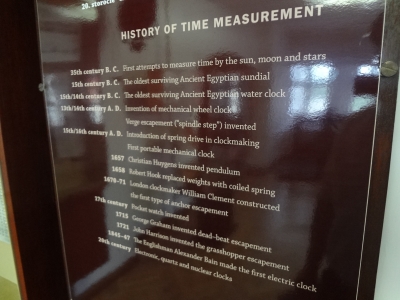 20. storočie
HISTORY OF TIME MEASUREMENT
35th century B. C. First attempts to measure time by the sun, moon and stars
15th century B. C. The oldest surviving Ancient Egyptian sundial
15th/14th century B. C. The oldest surviving Ancient Egyptian water clock
13th/14th century A. D. Invention of mechanical wheel clock
Verge escapement ("spindle step") invented
15th/16th century A. D. Introduction of spring drive in clockmaking
First portable mechanical clock
1657 Christian Huygens invented pendulum
1658 Robert Hook replaced weights with coiled spring
1670-71 London clockmaker William Clement constructed
the first type of anchor escapement
17th century Pocket watch invented
1715 George Graham invented dead-beat escapement
1721 John Harrison invented the grasshopper escapement
1846-47 The Englishman Alexander Bain made the first electric clock
20th century Electronic, quartz and nuclear clocks